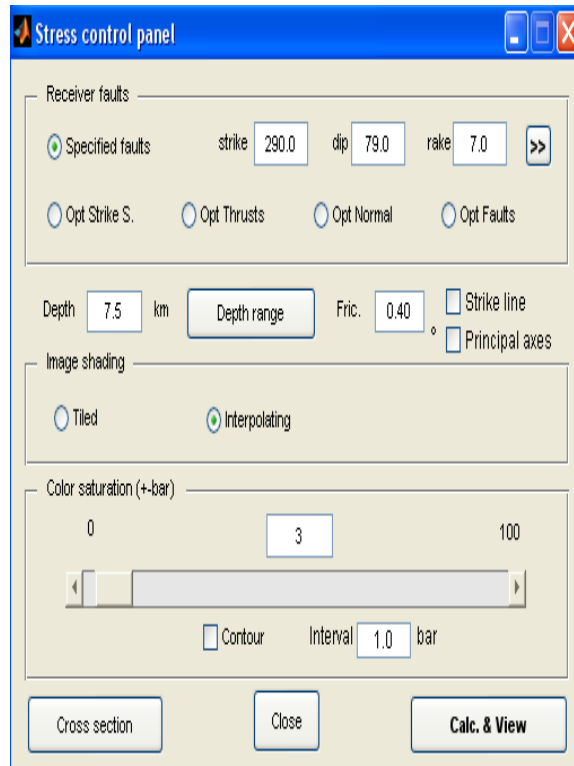 Stress control panel
Receiver faults
Specified faults strike 290.0 dip 79.0 rake 7.0 >>
Opt Strike S. Opt Thrusts Opt Normal Opt Faults
Depth 7.5 km Depth range Fric. 0.40 Strike line
° Principal axes
Image shading
Tiled Interpolating
Color saturation (+-bar)
0 3 100
Contour Interval 1.0 bar
Cross section Close Calc. & View